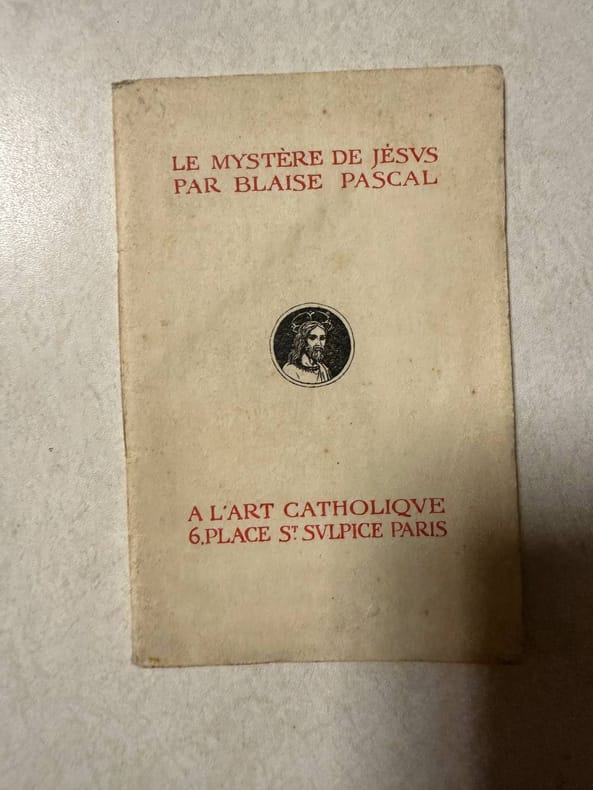 LE MYSTÈRE DE JÉSVS
PAR BLAISE PASCAL
A L'ART CATHOLIQVE
6, PLACE ST SVLPICE PARIS